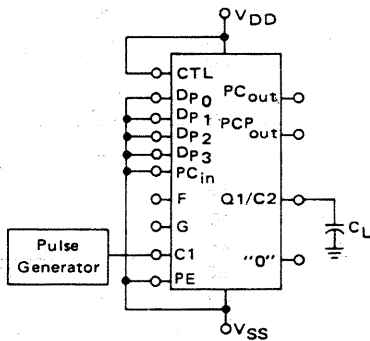 VDD
CTL
DP0
DP1
DP2
DP3
PCin
F
G
C1
PE
PCout
PCPout
Q1/C2
"0"
CL
Pulse
Generator
VSS